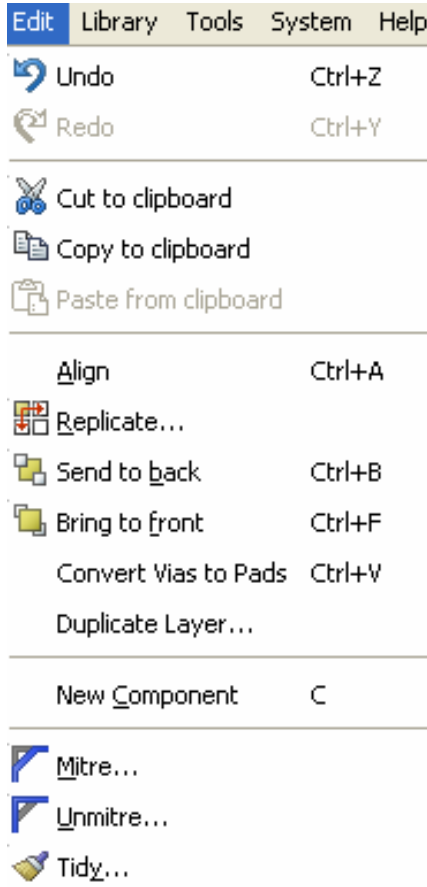 Edit Library Tools System Help
Undo Ctrl+Z
Redo Ctrl+Y
Cut to clipboard
Copy to clipboard
Paste from clipboard
Align Ctrl+A
Replicate...
Send to back Ctrl+B
Bring to front Ctrl+F
Convert Vias to Pads Ctrl+V
Duplicate Layer...
New Component C
Mitre...
Unmitre...
Tidy...